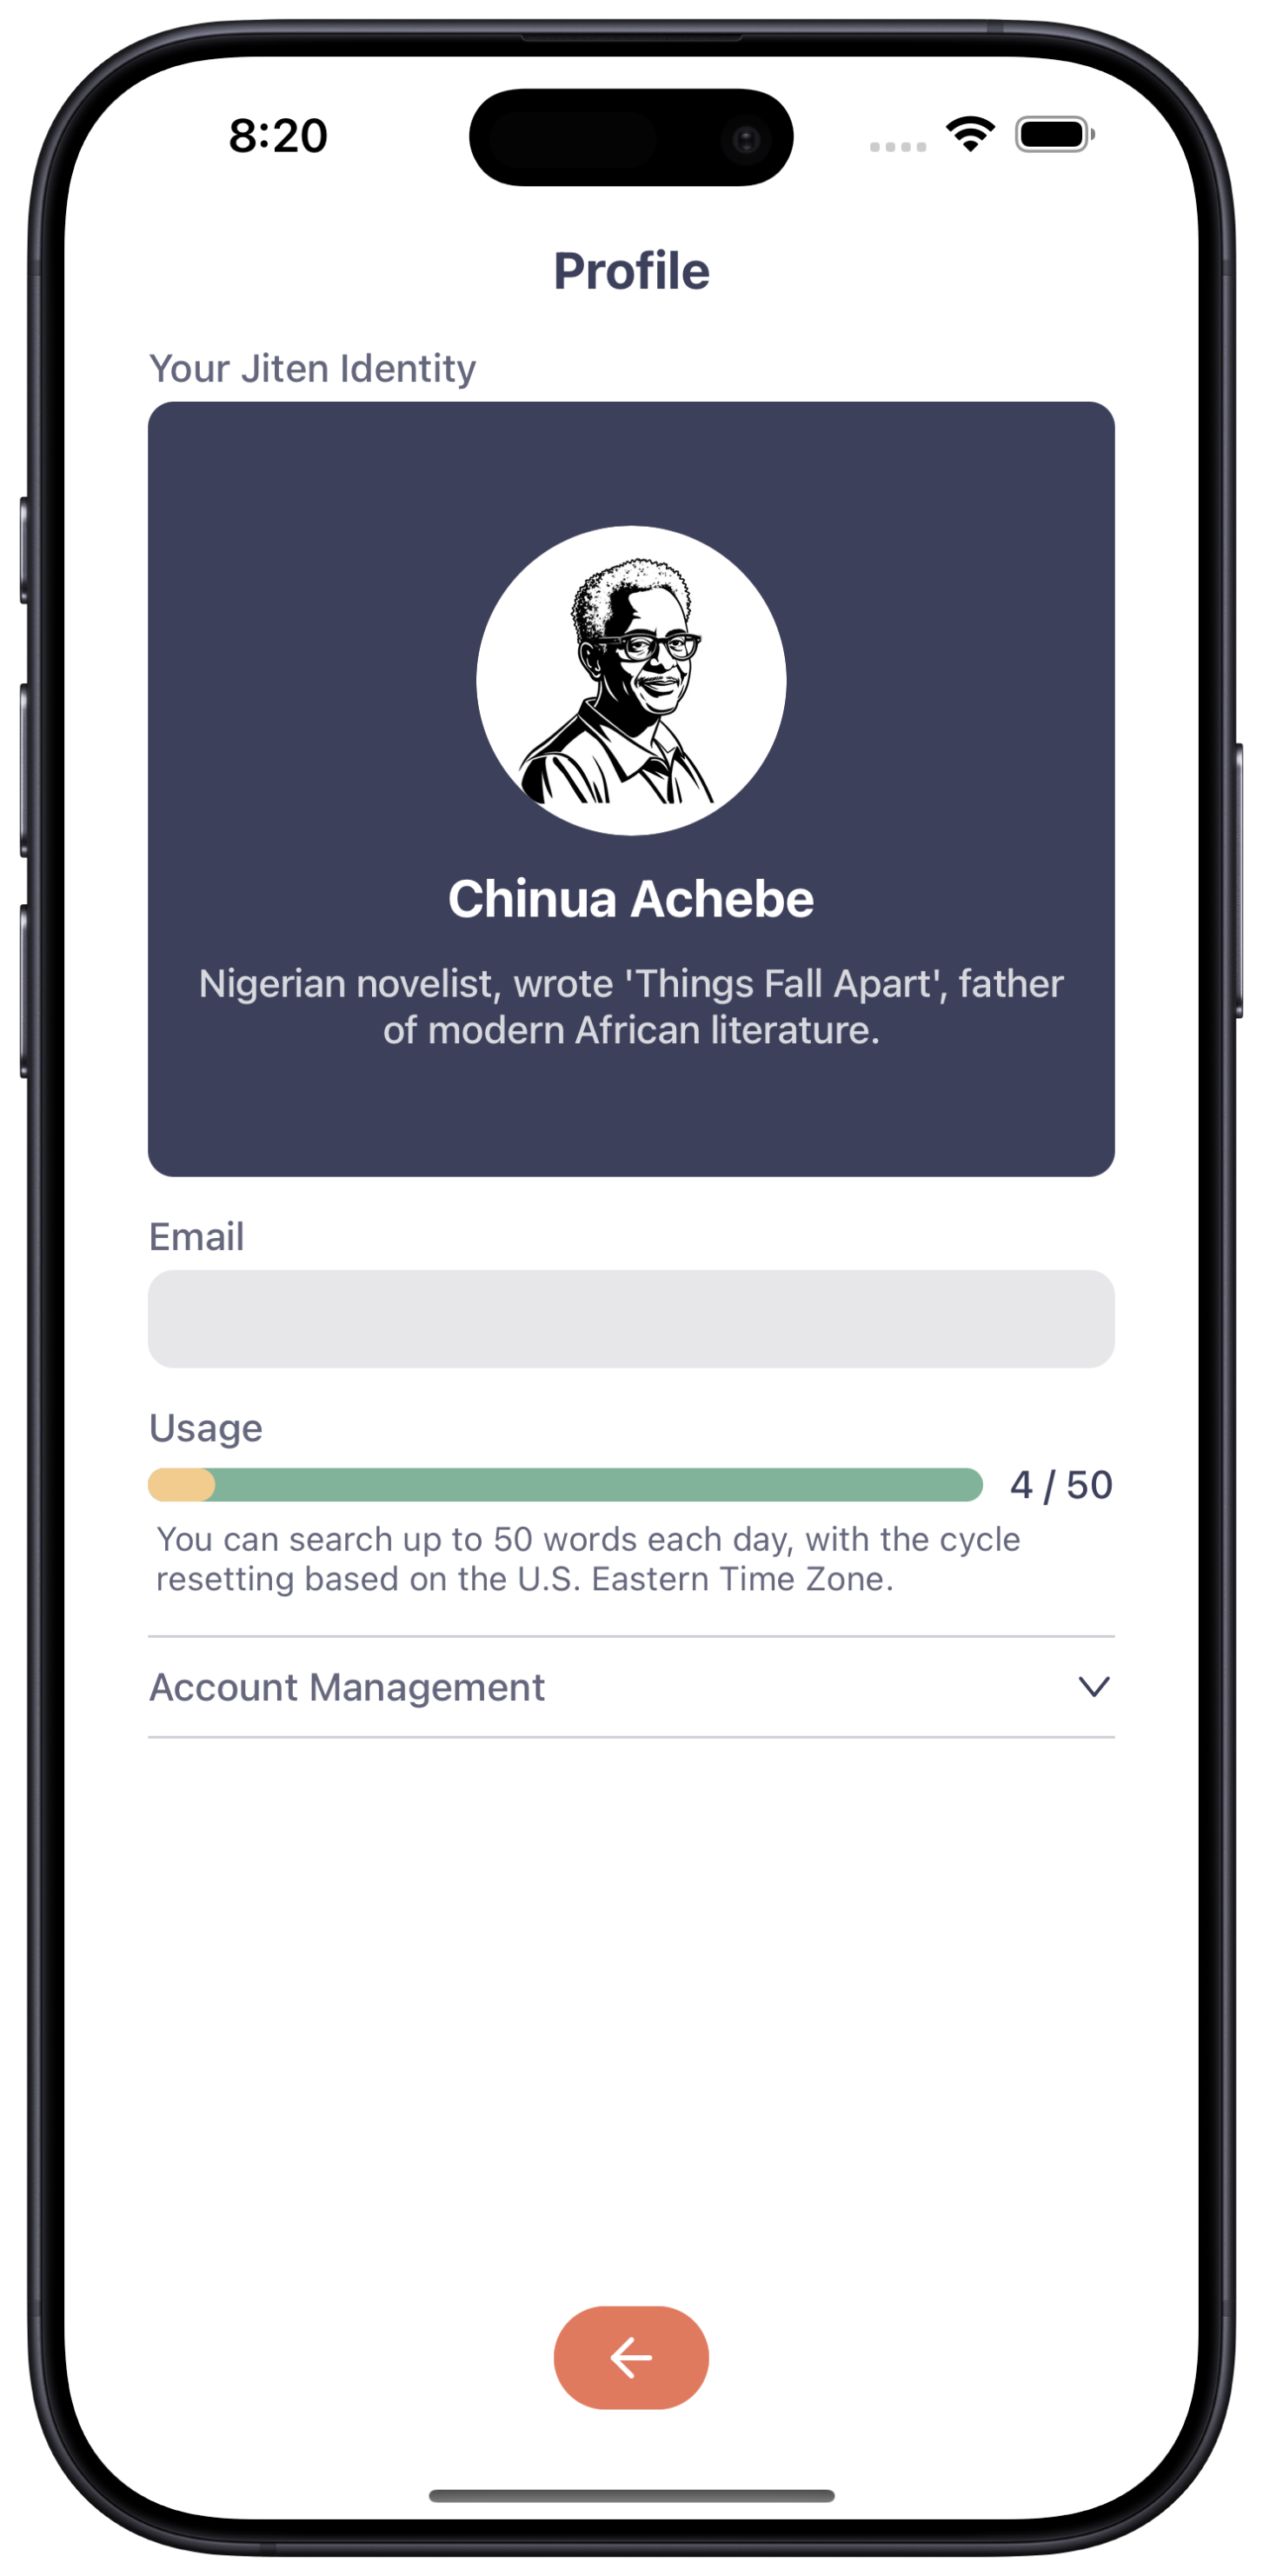 8:20
Profile
Your Jiten Identity
Chinua Achebe
Nigerian novelist, wrote 'Things Fall Apart', father
of modern African literature.
Email
Usage
4 / 50
You can search up to 50 words each day, with the cycle
resetting based on the U.S. Eastern Time Zone.
Account Management